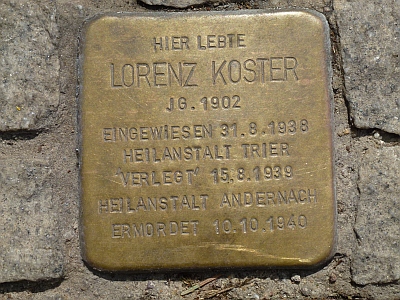 HIER LEBTE
LORENZ KOSTER
JG. 1902
EINGEWIESEN 31.8.1938
HEILANSTALT TRIER
"VERLEGT" 15.8.1939
HEILANSTALT ANDERNACH
ERMORDET 10.10.1940